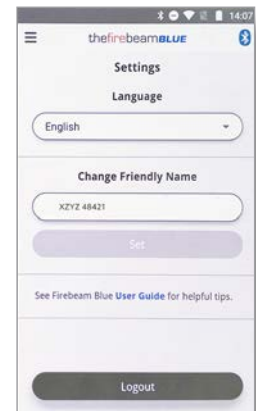 14:07
thefirebeamBLUE
Settings
Language
English
Change Friendly Name
XZYZ 48421
Set
See Firebeam Blue User Guide for helpful tips.
Logout